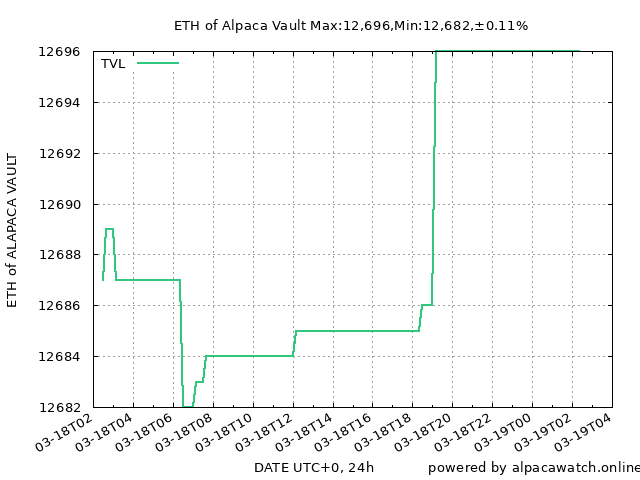 ETH of Alpaca Vault Max:12,696,Min:12,682,±0.11%
TVL
12696
12694
12692
12690
12688
12686
12684
12682
ETH of ALAPACA VAULT
03-18T02
03-18T04
03-18T06
03-18T08
03-18T10
03-18T12
03-18T14
03-18T16
03-18T18
03-18T20
03-18T22
03-19T00
03-19T02
03-19T04
DATE UTC+0, 24h
powered by alpacawatch.online